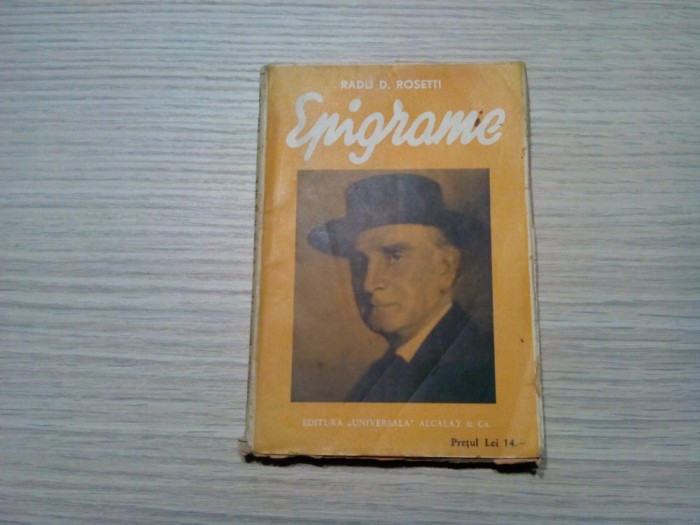 RADU D. ROSETTI
Epigrame
EDITURA „UNIVERSALA" ALCALAY & Co.
Prețul Lei 14.—